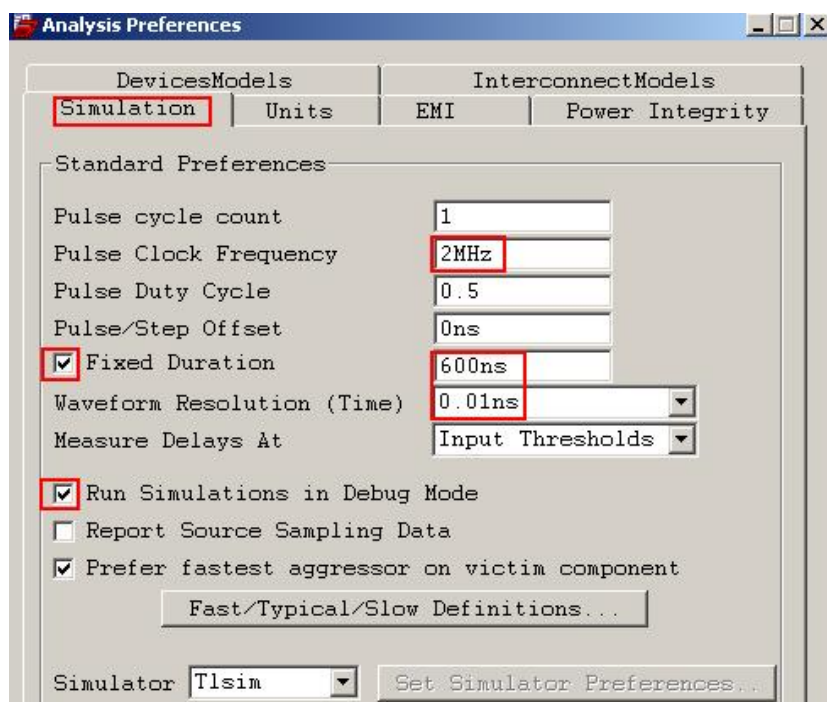 Analysis Preferences
DevicesModels InterconnectModels
Simulation Units EMI Power Integrity
Standard Preferences
Pulse cycle count 1
Pulse Clock Frequency 2MHz
Pulse Duty Cycle 0.5
Pulse/Step Offset 0ns
Fixed Duration 600ns
Waveform Resolution (Time) 0.01ns
Measure Delays At Input Thresholds
Run Simulations in Debug Mode
Report Source Sampling Data
Prefer fastest aggressor on victim component
Fast/Typical/Slow Definitions...
Simulator Tlsim Set Simulator Preferences..